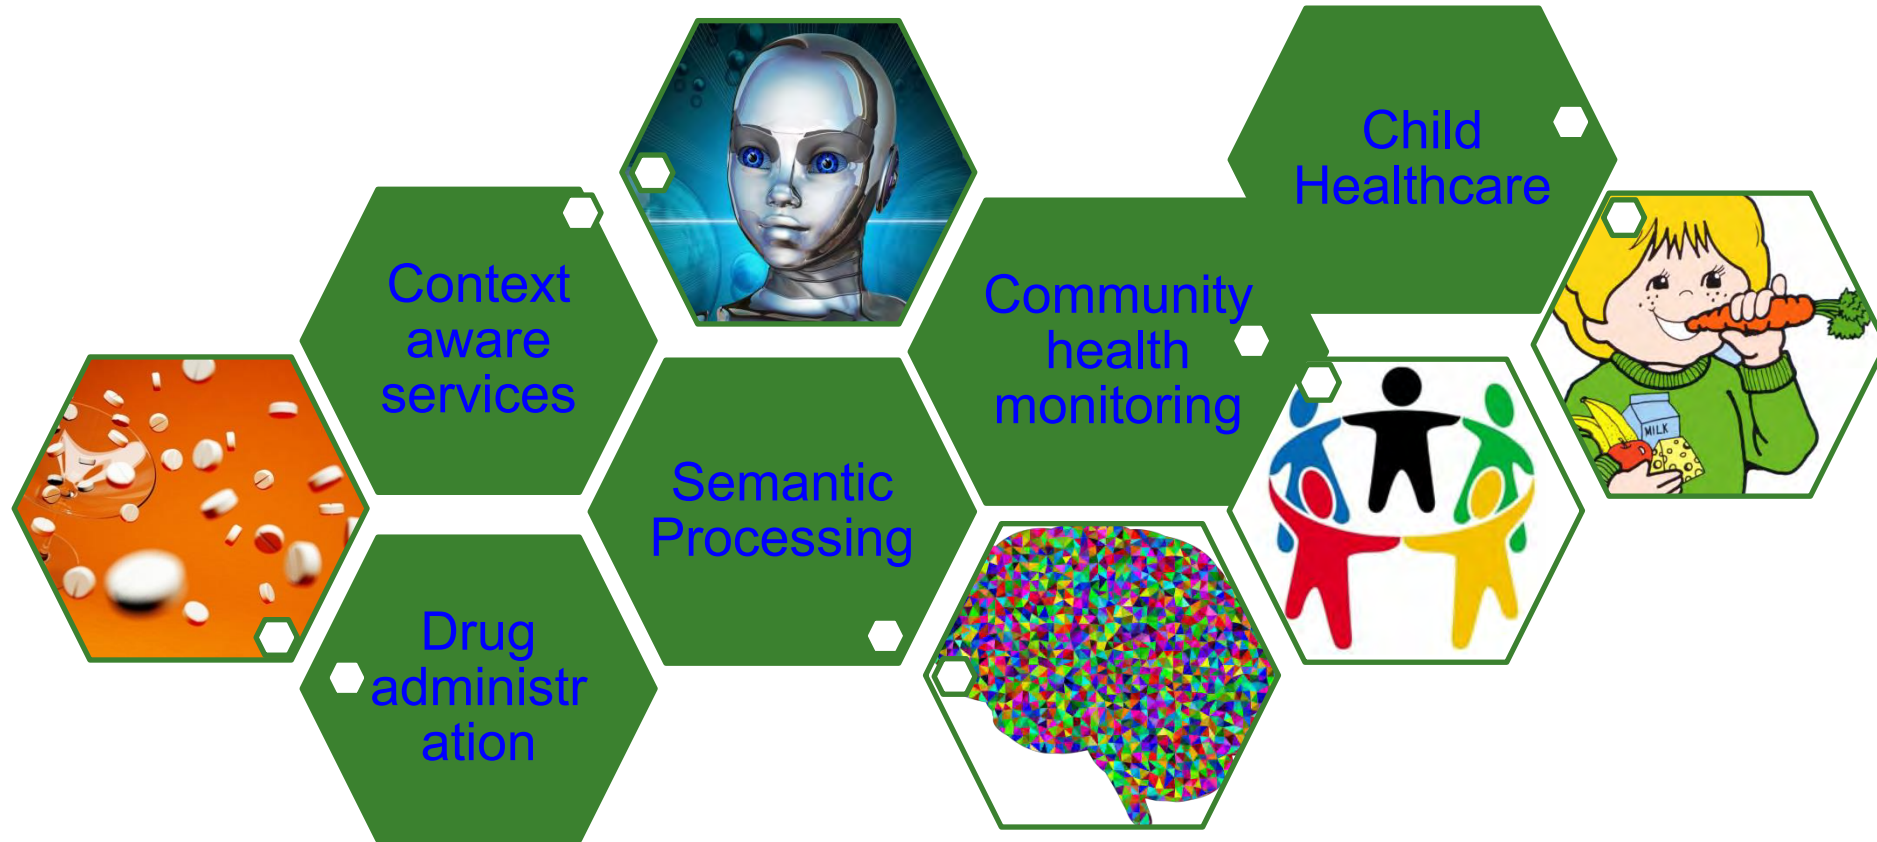 Child
Healthcare
Context
aware
services
Community
health
monitoring
MILK
Semantic
Processing
Drug
administr
ation